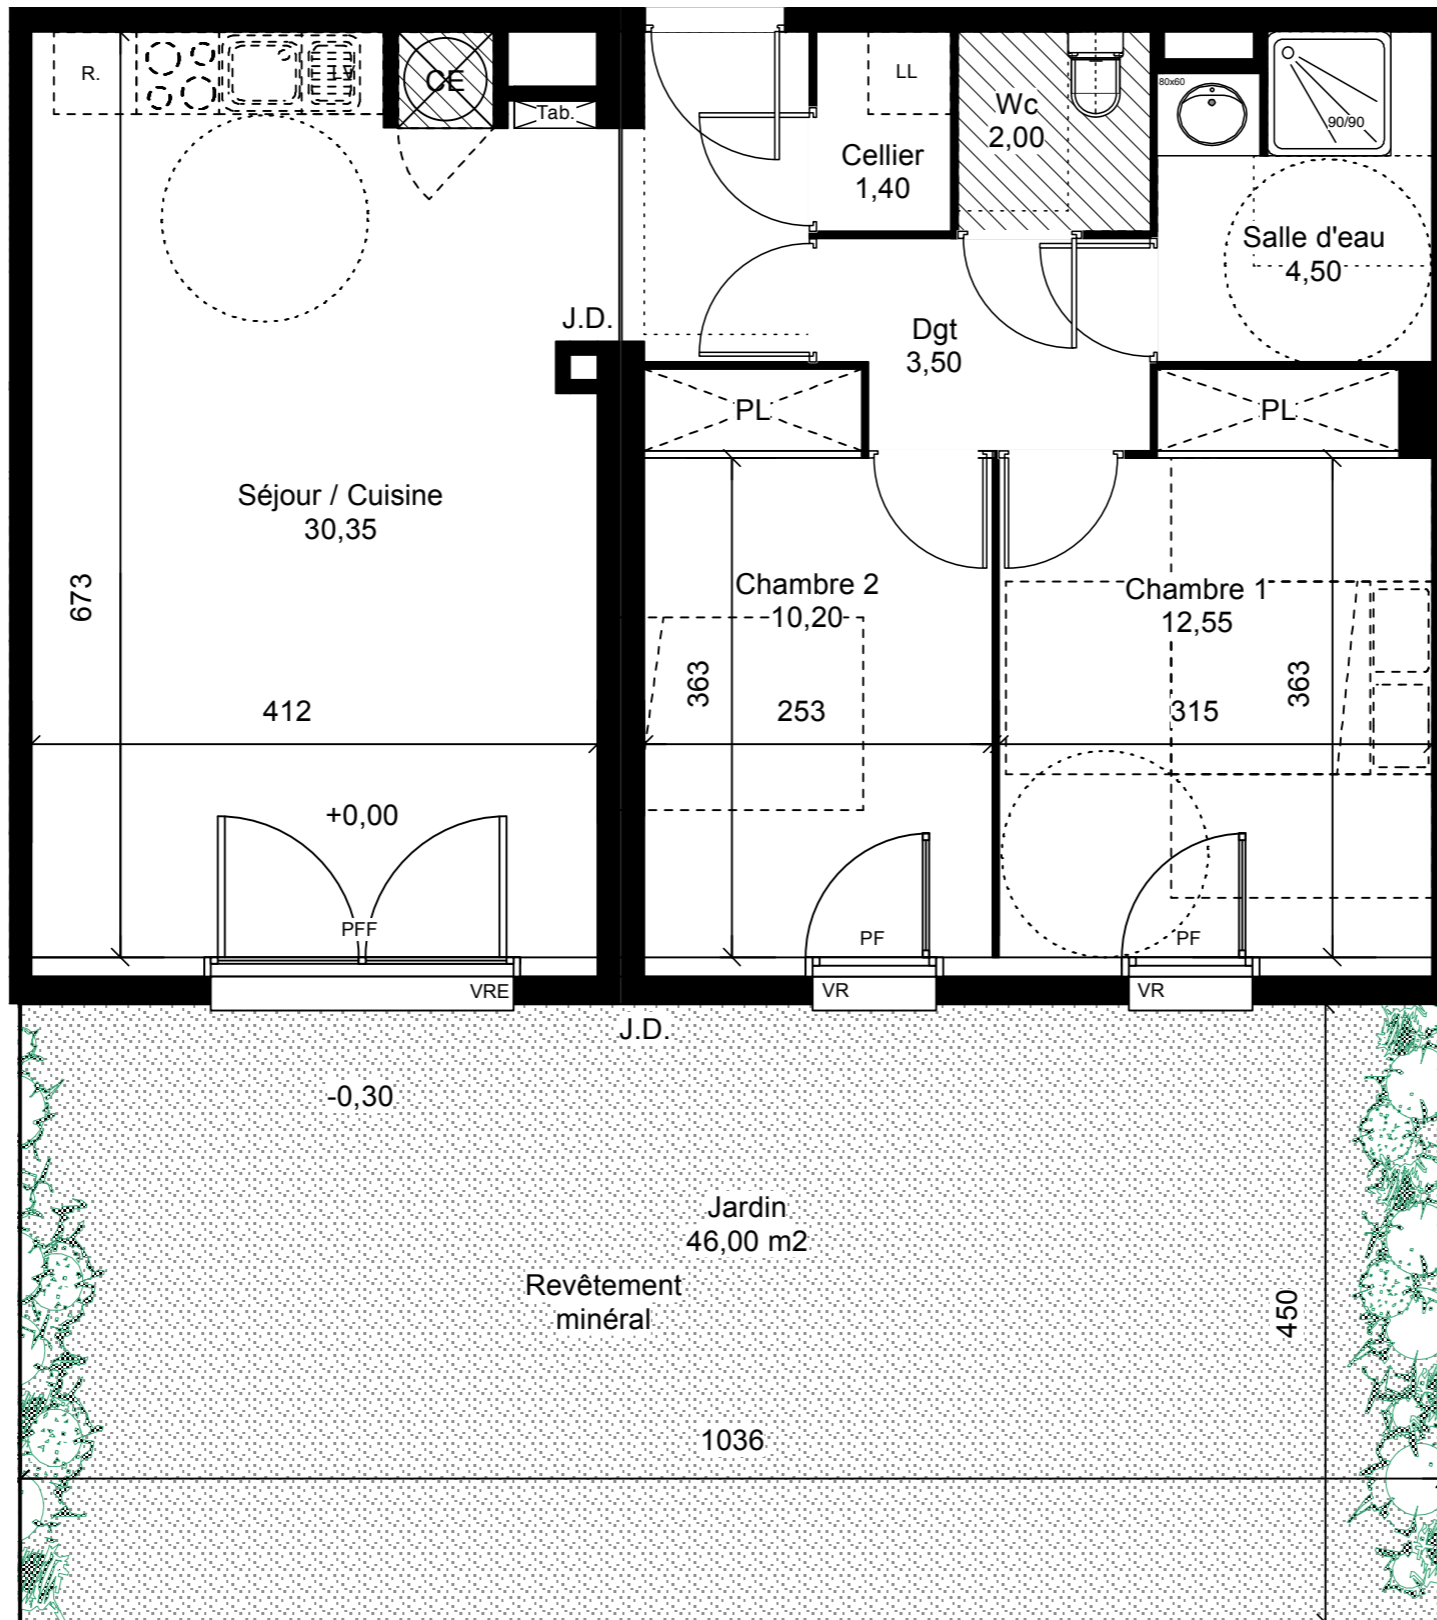 R.
LV
CE
Tab.
LL
Cellier
1,40
Wc
2,00
80x60
90/90
Salle d'eau
4,50
J.D.
Dgt
3,50
PL
PL
Séjour / Cuisine
30,35
673
412
Chambre 2
10,20
363
253
Chambre 1
12,55
363
315
+0,00
PFF
PF
PF
VRE
VR
VR
J.D.
-0,30
Jardin
46,00 m2
Revêtement
minéral
450
1036